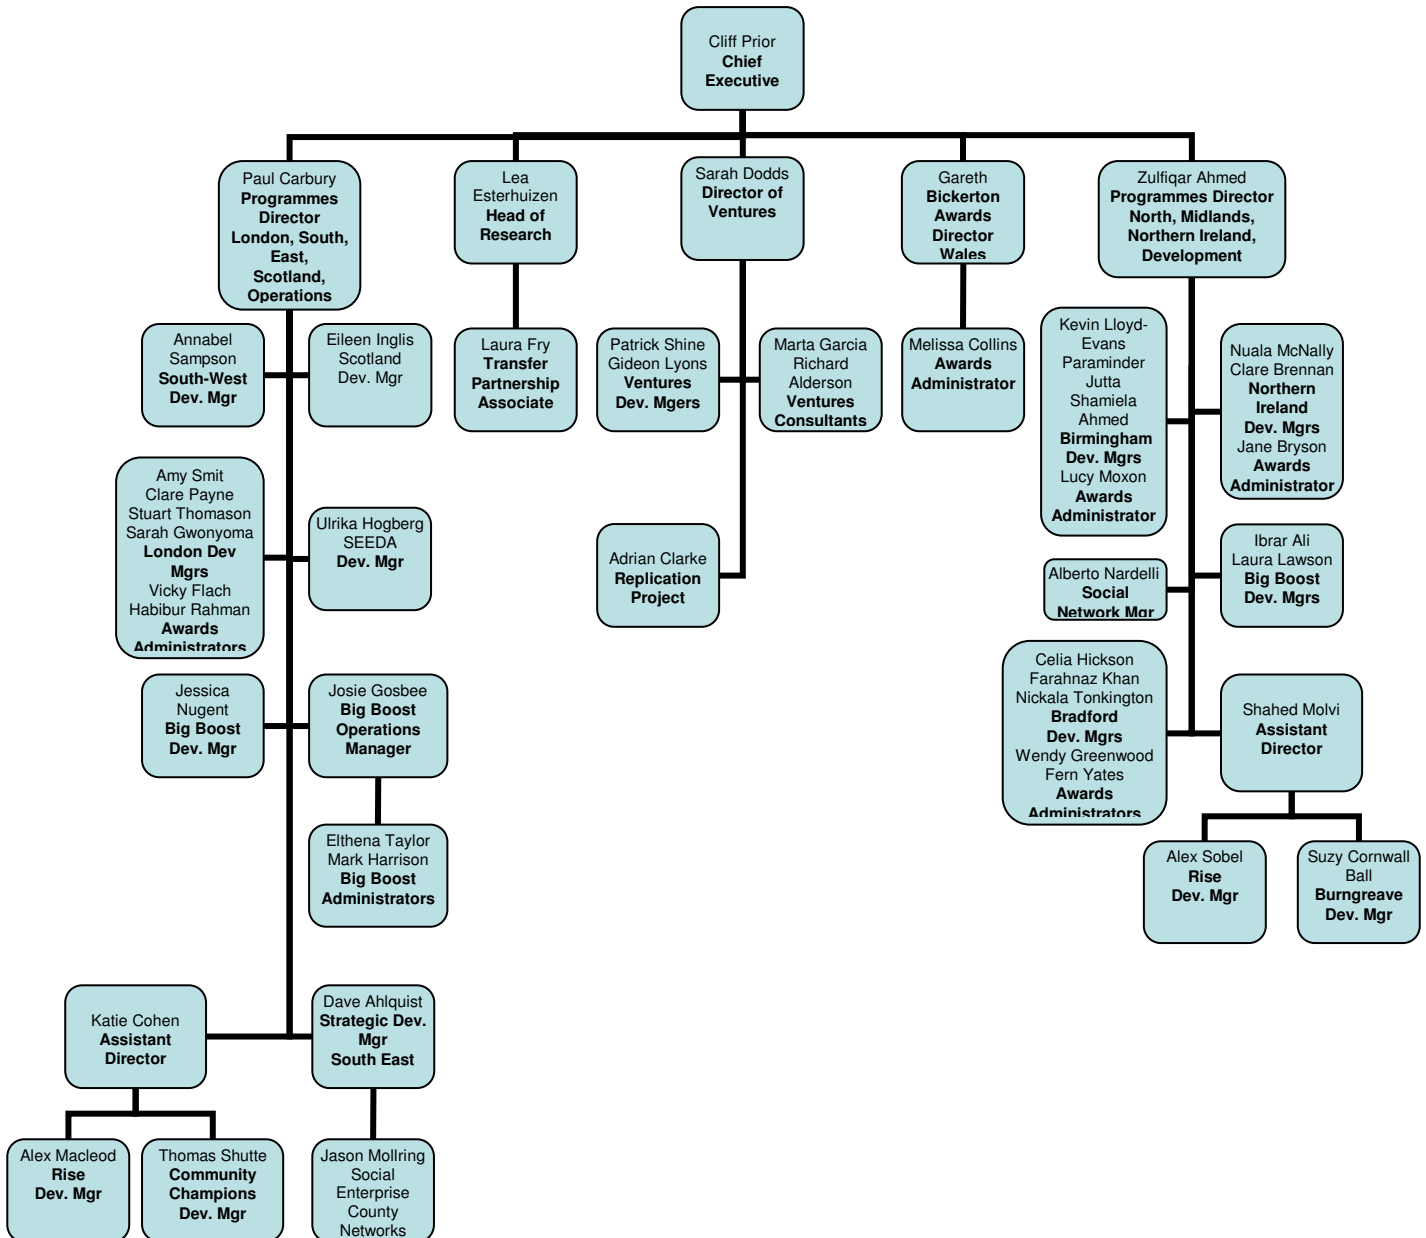 Cliff Prior
Chief
Executive
Paul Carbury
Programmes
Director
London, South,
East,
Scotland,
Operations
Lea
Esterhuizen
Head of
Research
Sarah Dodds
Director of
Ventures
Gareth
Bickerton
Awards
Director
Wales
Zulfiqar Ahmed
Programmes Director
North, Midlands,
Northern Ireland,
Development
Annabel
Sampson
South-West
Dev. Mgr
Eileen Inglis
Scotland
Dev. Mgr
Laura Fry
Transfer
Partnership
Associate
Patrick Shine
Gideon Lyons
Ventures
Dev. Mgers
Marta Garcia
Richard
Alderson
Ventures
Consultants
Melissa Collins
Awards
Administrator
Kevin Lloyd-
Evans
Paraminder
Jutta
Shamiela
Ahmed
Birmingham
Dev. Mgrs
Lucy Moxon
Awards
Administrator
Nuala McNally
Clare Brennan
Northern
Ireland
Dev. Mgrs
Jane Bryson
Awards
Administrator
Amy Smit
Clare Payne
Stuart Thomason
Sarah Gwonyoma
London Dev
Mgrs
Vicky Flach
Habibur Rahman
Awards
Administrators
Ulrika Hogberg
SEEDA
Dev. Mgr
Adrian Clarke
Replication
Project
Alberto Nardelli
Social
Network Mgr
Ibrar Ali
Laura Lawson
Big Boost
Dev. Mgrs
Jessica
Nugent
Big Boost
Dev. Mgr
Josie Gosbee
Big Boost
Operations
Manager
Celia Hickson
Farahnaz Khan
Nickala Tonkington
Bradford
Dev. Mgrs
Wendy Greenwood
Fern Yates
Awards
Administrators
Shahed Molvi
Assistant
Director
Elthena Taylor
Mark Harrison
Big Boost
Administrators
Alex Sobel
Rise
Dev. Mgr
Suzy Cornwall
Ball
Burngreave
Dev. Mgr
Katie Cohen
Assistant
Director
Dave Ahlquist
Strategic Dev.
Mgr
South East
Alex Macleod
Rise
Dev. Mgr
Thomas Shutte
Community
Champions
Dev. Mgr
Jason Mollring
Social
Enterprise
County
Networks